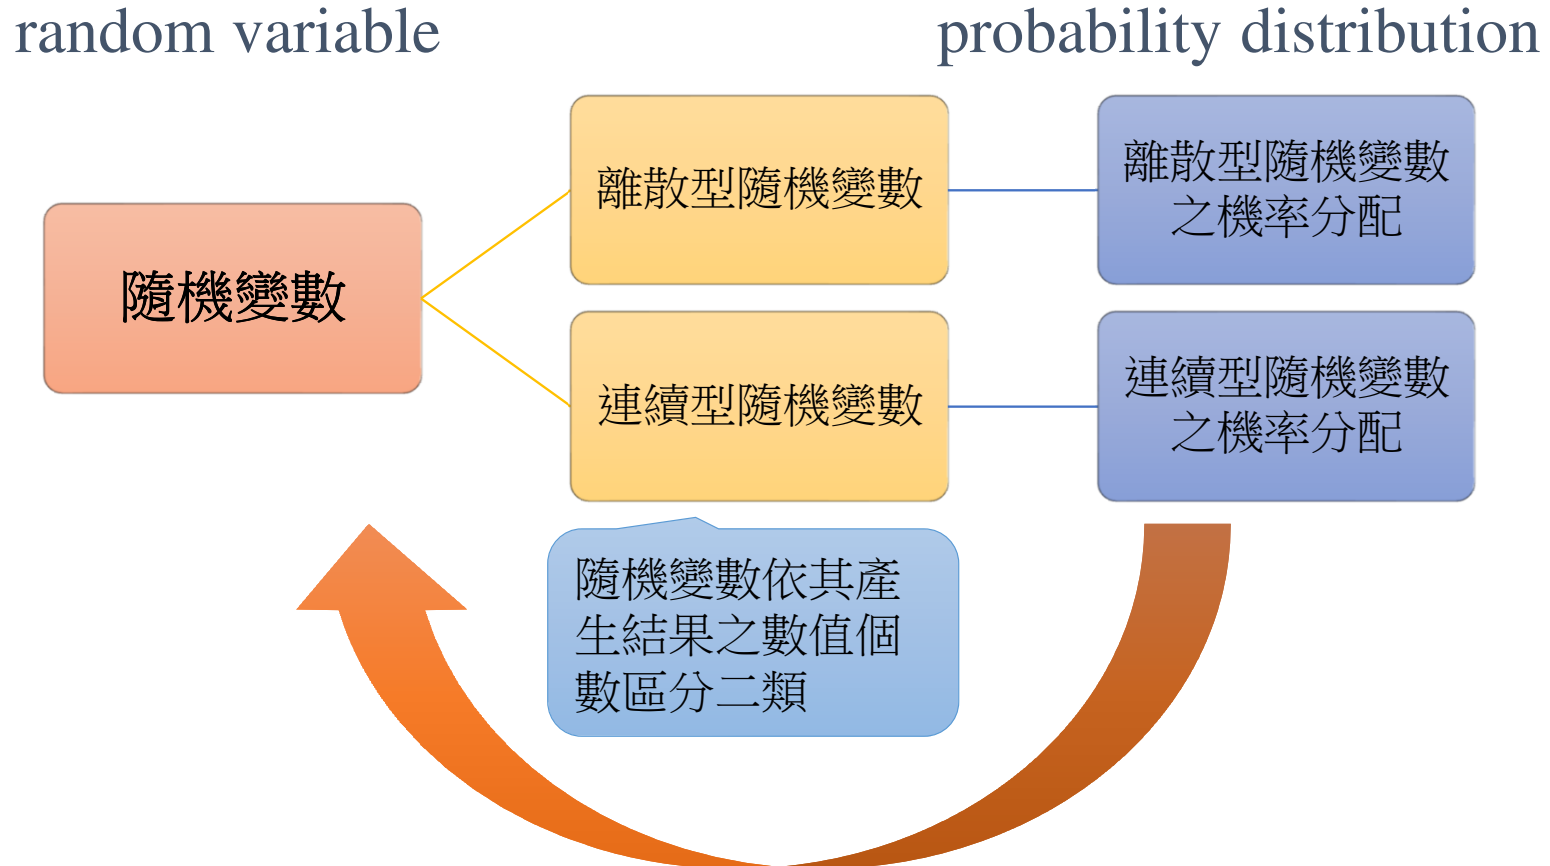 random variable
probability distribution
隨機變數
離散型隨機變數
離散型隨機變數
之機率分配
連續型隨機變數
連續型隨機變數
之機率分配
隨機變數依其產
生結果之數值個
數區分二類